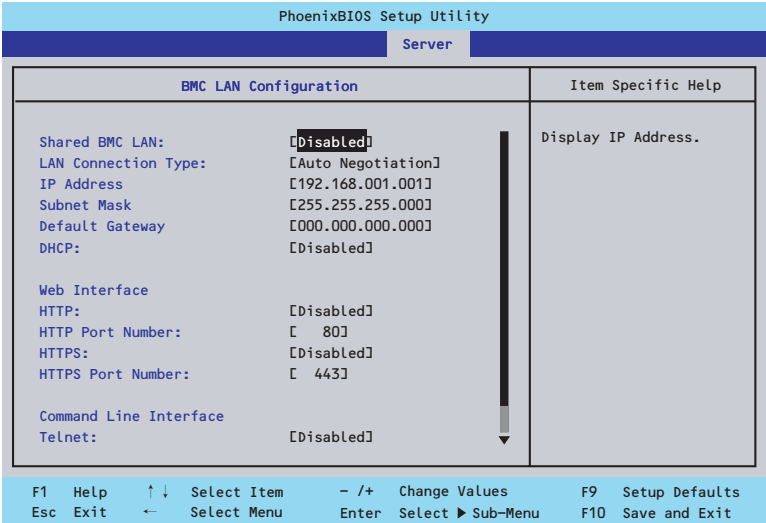 PhoenixBIOS Setup Utility
Server
BMC LAN Configuration
Item Specific Help
Shared BMC LAN: [Disabled]
LAN Connection Type: [Auto Negotiation]
IP Address [192.168.001.001]
Subnet Mask [255.255.255.000]
Default Gateway [000.000.000.000]
DHCP: [Disabled]
Web Interface
HTTP: [Disabled]
HTTP Port Number: [ 80]
HTTPS: [Disabled]
HTTPS Port Number: [ 443]
Command Line Interface
Telnet: [Disabled]
Display IP Address.
F1 Help ↑↓ Select Item - /+ Change Values F9 Setup Defaults
Esc Exit ← Select Menu Enter Select ▶ Sub-Menu F10 Save and Exit